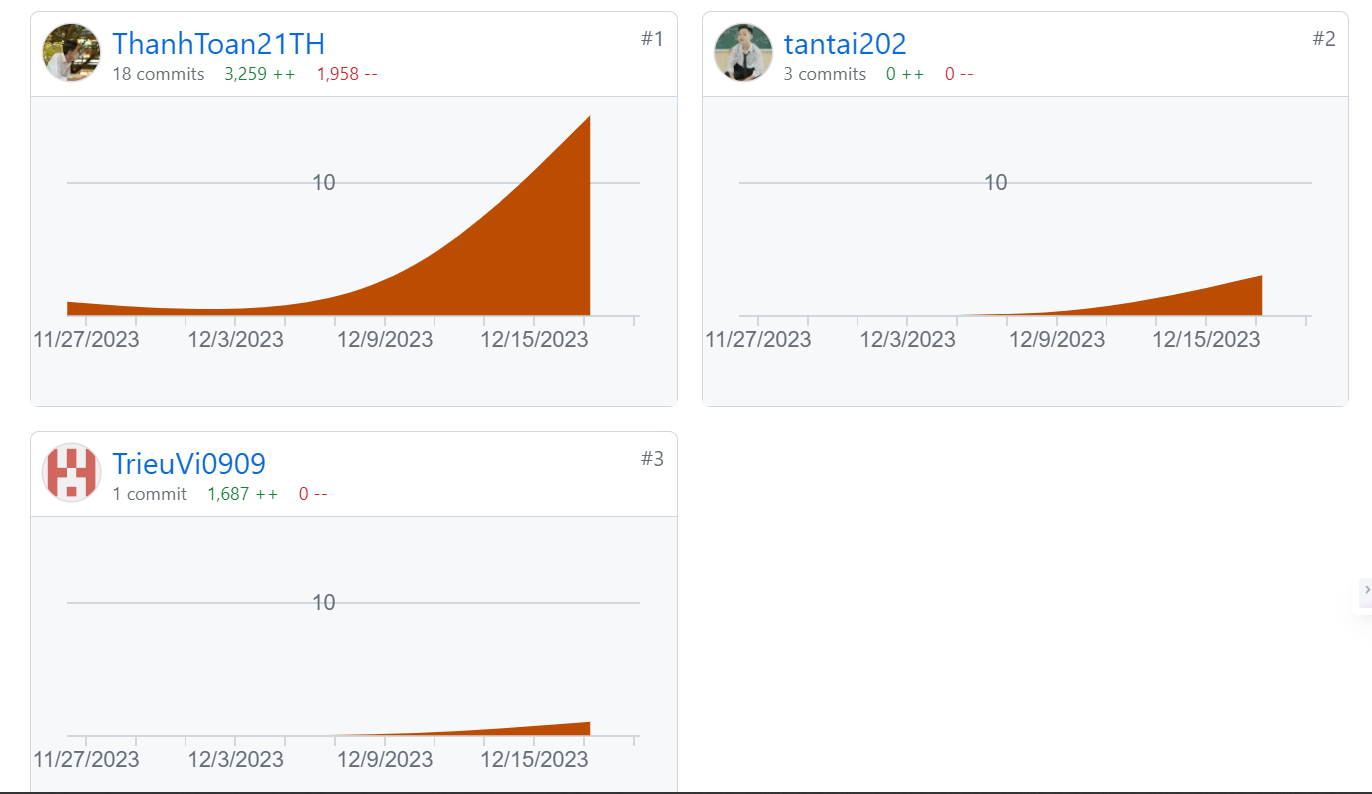 ThanhToan21TH #1
18 commits 3,259 ++ 1,958 --
10
11/27/2023 12/3/2023 12/9/2023 12/15/2023
tantai202 #2
3 commits 0 ++ 0 --
10
11/27/2023 12/3/2023 12/9/2023 12/15/2023
TrieuVi0909 #3
1 commit 1,687 ++ 0 --
10
11/27/2023 12/3/2023 12/9/2023 12/15/2023